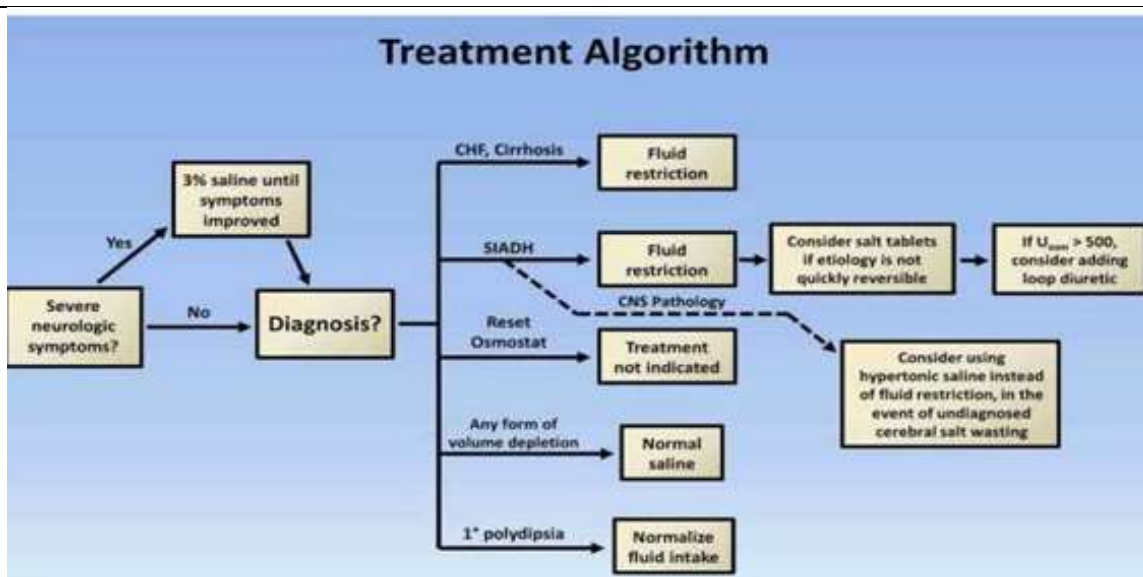 Treatment Algorithm
Severe
neurologic
symptoms?
Yes
3% saline until
symptoms
improved
No
Diagnosis?
CHF, Cirrhosis
Fluid
restriction
SIADH
Fluid
restriction
Consider salt tablets
if etiology is not
quickly reversible
If Uosm > 500,
consider adding
loop diuretic
CNS Pathology
Consider using
hypertonic saline instead
of fluid restriction, in the
event of undiagnosed
cerebral salt wasting
Reset
Osmostat
Treatment
not indicated
Any form of
volume depletion
Normal
saline
1° polydipsia
Normalize
fluid intake